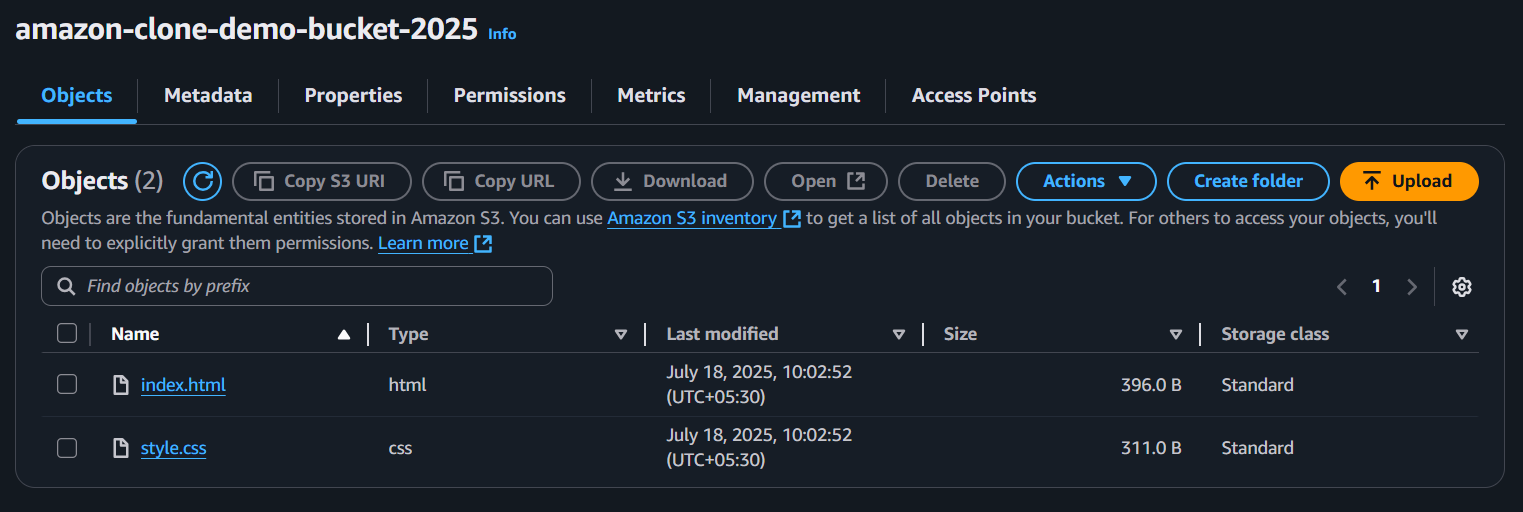 amazon-clone-demo-bucket-2025 Info
Objects Metadata Properties Permissions Metrics Management Access Points
Objects (2) Copy S3 URI Copy URL Download Open Delete Actions Create folder Upload
Objects are the fundamental entities stored in Amazon S3. You can use Amazon S3 inventory to get a list of all objects in your bucket. For others to access your objects, you'll
need to explicitly grant them permissions. Learn more
Find objects by prefix 1
Name Type Last modified Size Storage class
index.html html July 18, 2025, 10:02:52 396.0 B Standard
(UTC+05:30)
style.css css July 18, 2025, 10:02:52 311.0 B Standard
(UTC+05:30)